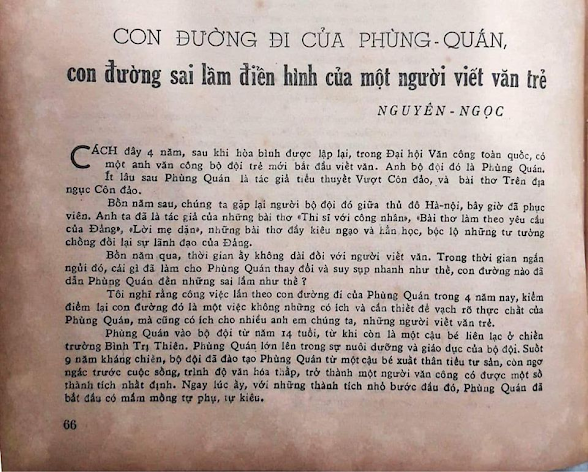 CON ĐƯỜNG ĐI CỦA PHÙNG-QUÁN,
con đường sai lầm điển hình của một người viết văn trẻ
NGUYÊN-NGỌC
CÁCH đây 4 năm, sau khi hòa bình được lập lại, trong Đại hội Văn công toàn quốc, có
một anh văn công bộ đội trẻ mới bắt đầu viết văn. Anh bộ đội đó là Phùng Quán.
Ít lâu sau Phùng Quán là tác giả tiểu thuyết Vượt Côn đảo, và bài thơ Trên địa
ngục Côn đảo.
Bốn năm sau, chúng ta gặp lại người bộ đội đó giữa thủ đô Hà-nội, bây giờ đã phục
viên. Anh ta đã là tác giả của những bài thơ «Thi sĩ với công nhân», «Bài thơ làm theo yêu cầu
của Đảng», «Lời mẹ dặn», những bài thơ đầy kiêu ngạo và hằn học, bộc lộ những tư tưởng
chống đối lại sự lãnh đạo của Đảng.
Bốn năm qua, thời gian ấy không dài đối với người viết văn. Trong thời gian ngắn
ngủi đó, cái gì đã làm cho Phùng Quán thay đổi và suy sụp nhanh như thế, con đường nào đã
dẫn Phùng Quán đến những sai lầm như thế ?
Tôi nghĩ rằng công việc lần theo con đường đi của Phùng Quán trong 4 năm nay, kiểm
điểm lại con đường đó là một việc không những có ích và cần thiết để vạch rõ thực chất của
Phùng Quán, mà cũng có ích cho nhiều anh em chúng ta, những người viết văn trẻ.
Phùng Quán vào bộ đội từ năm 14 tuổi, từ khi còn là một cậu bé liên lạc ở chiến
trường Bình Trị Thiên. Phùng Quán lớn lên trong sự nuôi dưỡng và giáo dục của bộ đội. Suốt
9 năm kháng chiến, bộ đội đã đào tạo Phùng Quán từ một cậu bé xuất thân tiểu tư sản, còn ngơ
ngác trước cuộc sống, trình độ văn hóa thấp, trở thành một người văn công có được một số
thành tích nhất định. Ngay lúc ấy, với những thành tích nhỏ bước đầu đó, Phùng Quán đã
bắt đầu có mầm mống tự phụ, tự kiêu.
66